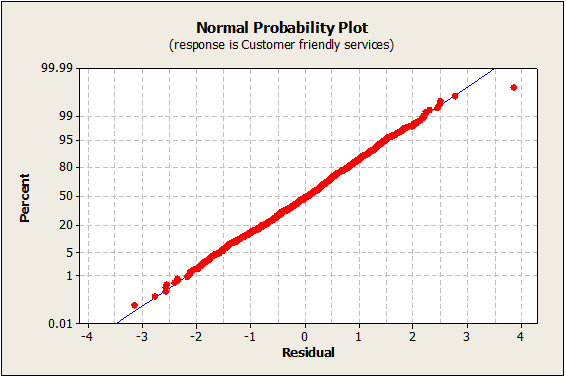 Normal Probability Plot
(response is Customer friendly services)
99.99
99
95
80
50
20
5
1
0.01
Percent
-4 -3 -2 -1 0 1 2 3 4
Residual